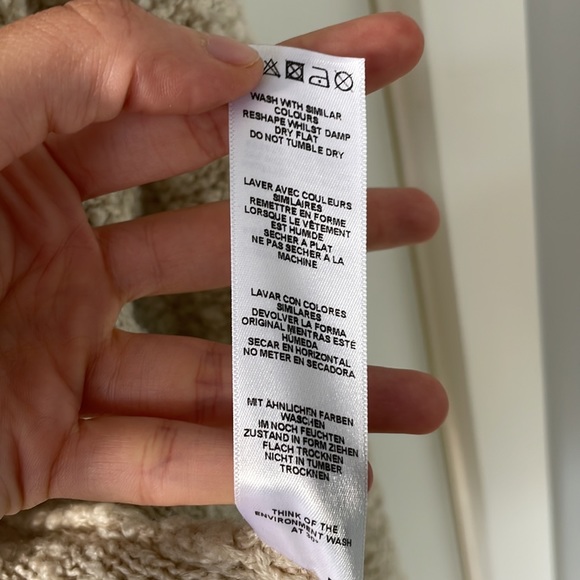 WASH WITH SIMILAR
COLOURS
RESHAPE WHILST DAMP
DRY FLAT
DO NOT TUMBLE DRY
LAVER AVEC COULEURS
SIMILAIRES
REMETTRE EN FORME
LORSQUE LE VÊTEMENT
EST HUMIDE
SECHER A PLAT
NE PAS SECHER A LA
MACHINE
LAVAR CON COLORES
SIMILARES
DEVOLVER LA FORMA
ORIGINAL MIENTRAS ESTÉ
HÚMEDA
SECAR EN HORIZONTAL
NO METER EN SECADORA
MIT ÄHNLICHEN FARBEN
WASCHEN
IM NOCH FEUCHTEN
ZUSTAND IN FORM ZIEHEN
FLACH TROCKNEN
NICHT IN TUMBER
TROCKNEN
THINK OF THE
ENVIRONMENT WASH
AT